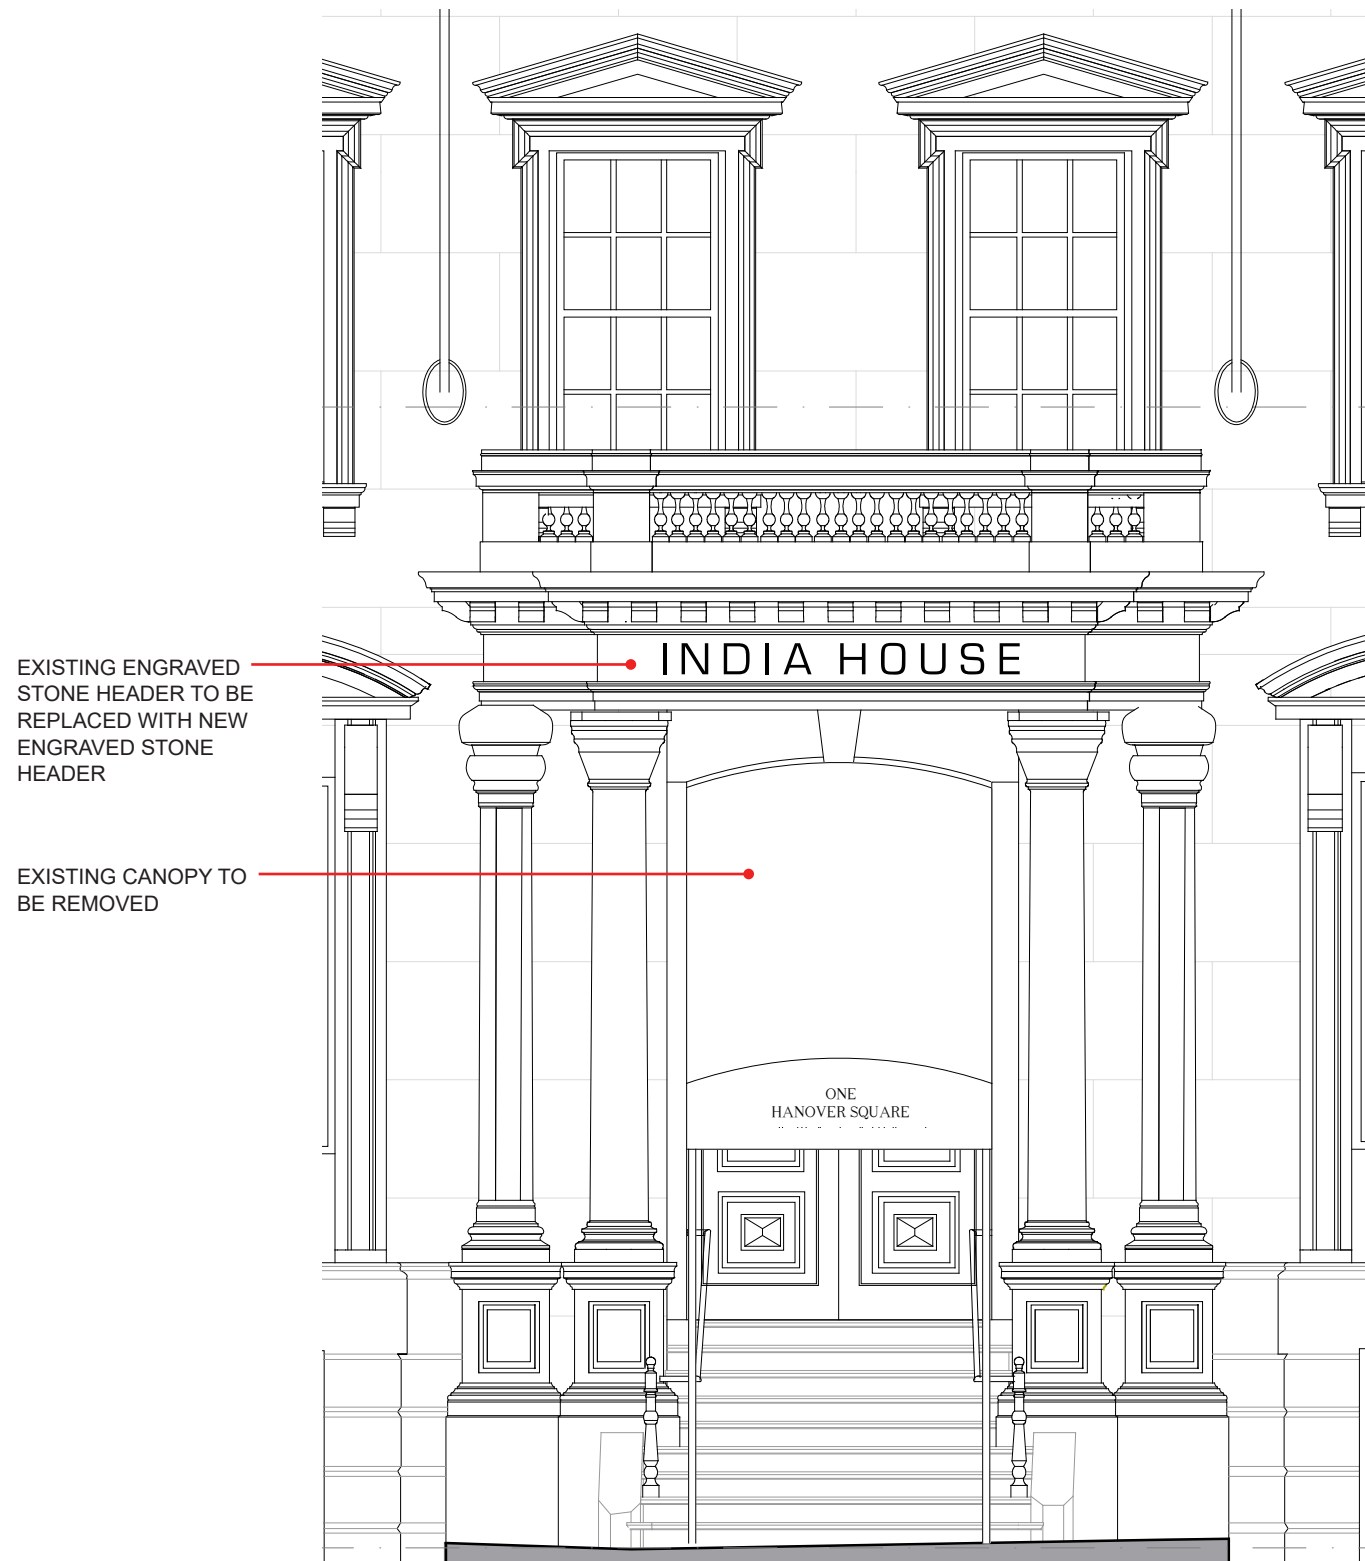 INDIA HOUSE
EXISTING ENGRAVED
STONE HEADER TO BE
REPLACED WITH NEW
ENGRAVED STONE
HEADER
EXISTING CANOPY TO
BE REMOVED
ONE
HANOVER SQUARE